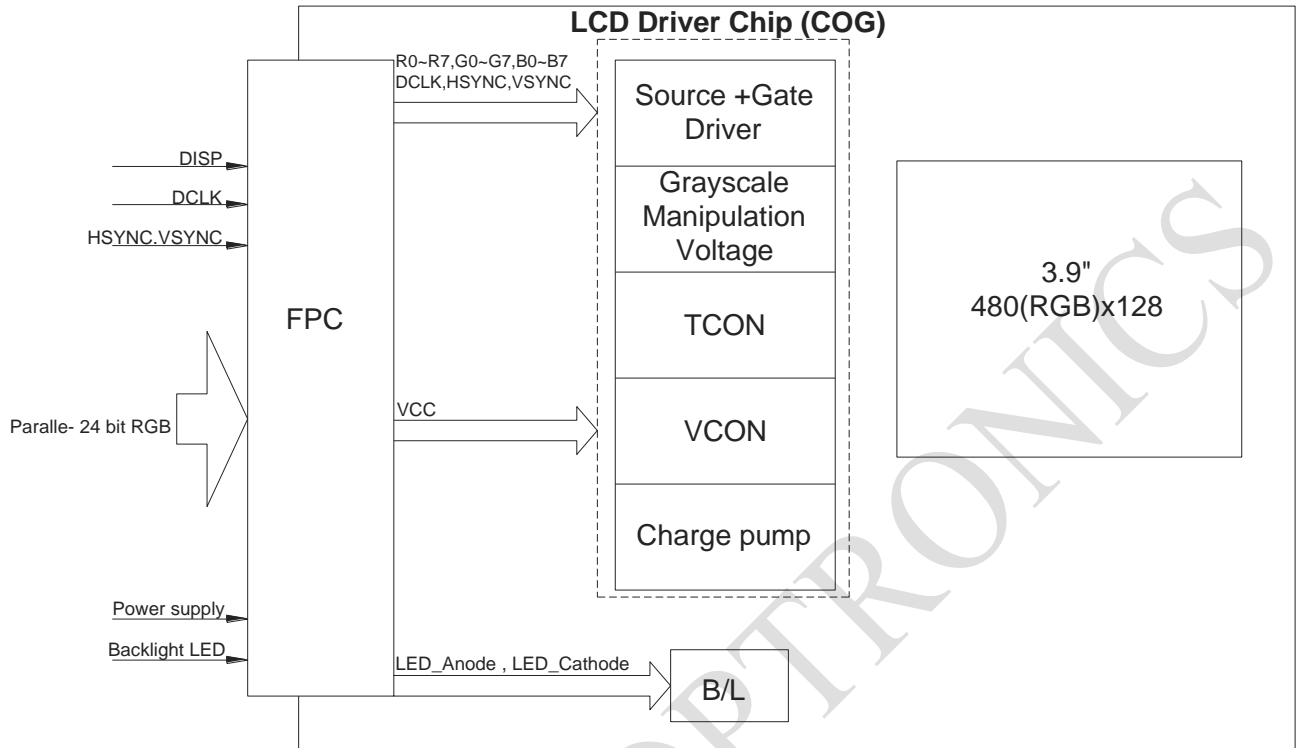 LCD Driver Chip (COG)
R0~R7,G0~G7,B0~B7
DCLK,HSYNC,VSYNC
Source +Gate
Driver
DISP
DCLK
HSYNC.VSYNC
Grayscale
Manipulation
Voltage
3.9"
480(RGB)x128
FPC
TCON
Paralle- 24 bit RGB
VCC
VCON
Charge pump
Power supply
Backlight LED
LED_Anode , LED_Cathode
B/L
OPTRONICS